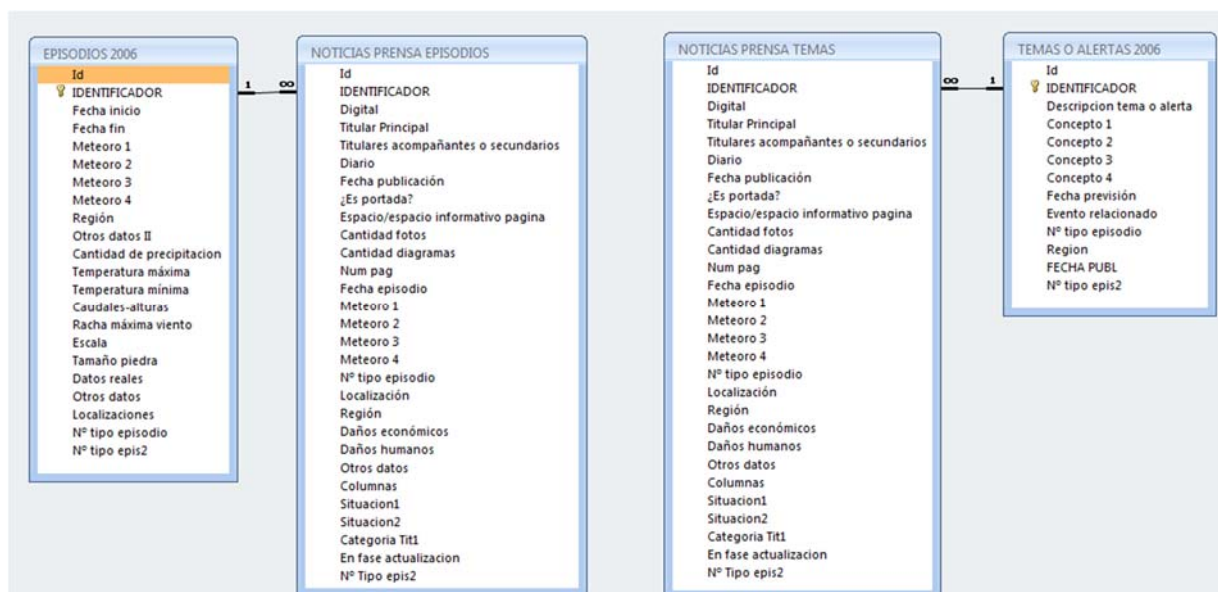 EPISODIOS 2006
Id
IDENTIFICADOR
Fecha inicio
Fecha fin
Meteoro 1
Meteoro 2
Meteoro 3
Meteoro 4
Región
Otros datos II
Cantidad de precipitacion
Temperatura máxima
Temperatura mínima
Caudales-alturas
Racha máxima viento
Escala
Tamaño piedra
Datos reales
Otros datos
Localizaciones
Nº tipo episodio
Nº tipo epis2
1 ∞
NOTICIAS PRENSA EPISODIOS
Id
IDENTIFICADOR
Digital
Titular Principal
Titulares acompañantes o secundarios
Diario
Fecha publicación
¿Es portada?
Espacio/espacio informativo pagina
Cantidad fotos
Cantidad diagramas
Num pag
Fecha episodio
Meteoro 1
Meteoro 2
Meteoro 3
Meteoro 4
Nº tipo episodio
Localización
Región
Daños económicos
Daños humanos
Otros datos
Columnas
Situacion1
Situacion2
Categoria Tit1
En fase actualizacion
Nº Tipo epis2
NOTICIAS PRENSA TEMAS
Id
IDENTIFICADOR
Digital
Titular Principal
Titulares acompañantes o secundarios
Diario
Fecha publicación
¿Es portada?
Espacio/espacio informativo pagina
Cantidad fotos
Cantidad diagramas
Num pag
Fecha episodio
Meteoro 1
Meteoro 2
Meteoro 3
Meteoro 4
Nº tipo episodio
Localización
Región
Daños económicos
Daños humanos
Otros datos
Columnas
Situacion1
Situacion2
Categoria Tit1
En fase actualizacion
Nº Tipo epis2
∞ 1
TEMAS O ALERTAS 2006
Id
IDENTIFICADOR
Descripcion tema o alerta
Concepto 1
Concepto 2
Concepto 3
Concepto 4
Fecha previsión
Evento relacionado
Nº tipo episodio
Region
FECHA PUBL
Nº tipo epis2